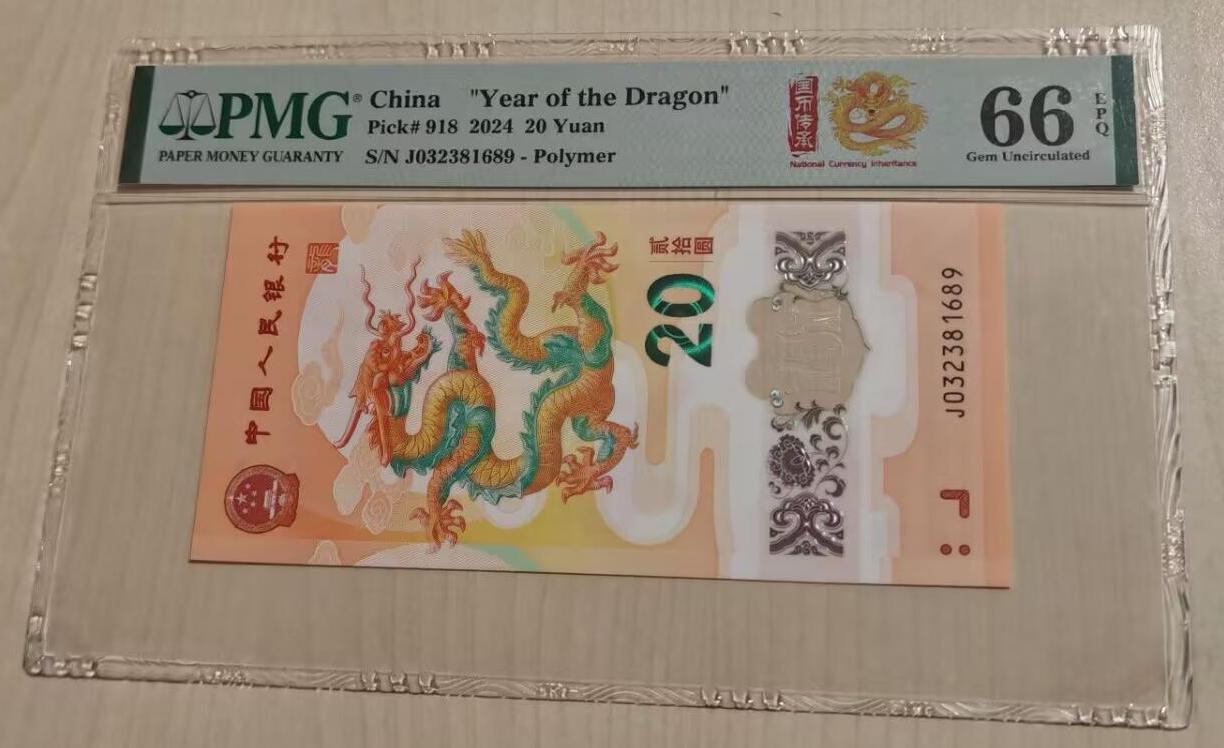 PMG®
PAPER MONEY GUARANTY
China "Year of the Dragon"
Pick# 918 2024 20 Yuan
S/N J032381689 - Polymer
国币传承
National Currency Inheritance
66
EPQ
Gem Uncirculated
中国人民银行
贰拾圆
20
J032381689